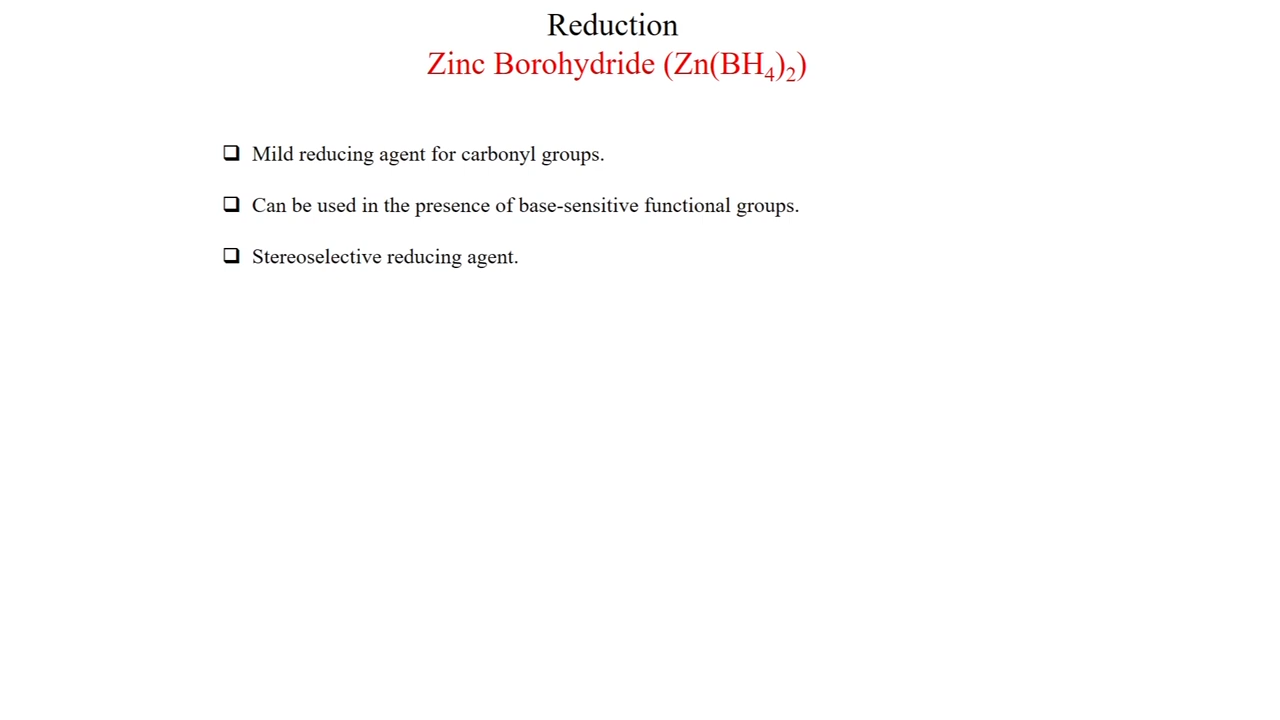 Reduction
Zinc Borohydride (Zn(BH₄)₂)
❑ Mild reducing agent for carbonyl groups.
❑ Can be used in the presence of base-sensitive functional groups.
❑ Stereoselective reducing agent.